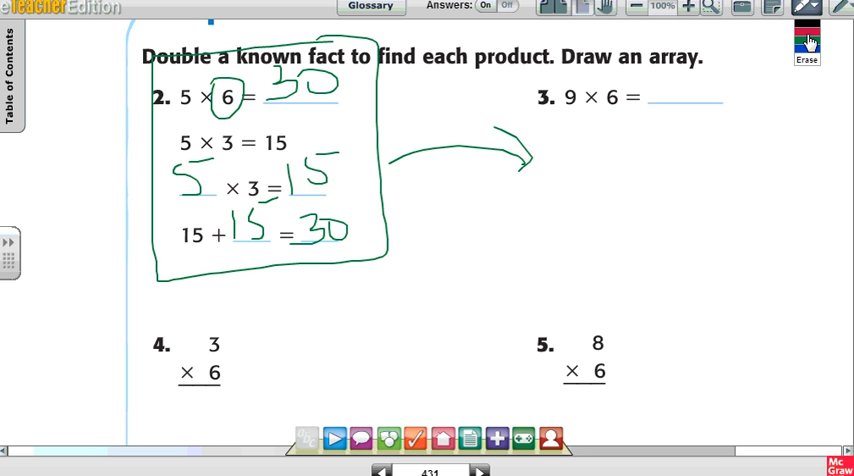 eTeacherEdition
Glossary
Answers: On Off
100%
Table of Contents
Erase
Double a known fact to find each product. Draw an array.
2. 5 × 6 = 30
3. 9 × 6 =
5 × 3 = 15
5 × 3 = 15
15 + 15 = 30
4. 3
× 6
5. 8
× 6
431
Mc
Graw